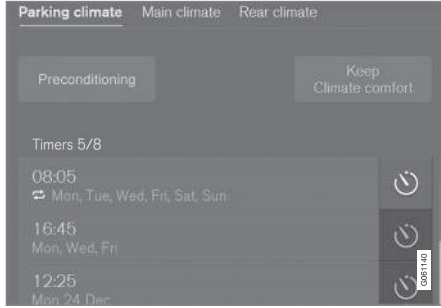 Parking climate Main climate Rear climate
Preconditioning
Keep
Climate comfort
Timers 5/8
08:05
Mon, Tue, Wed, Fri, Sat, Sun
16:45
Mon, Wed, Fri
12:25
Mon 24 Dec
G061140